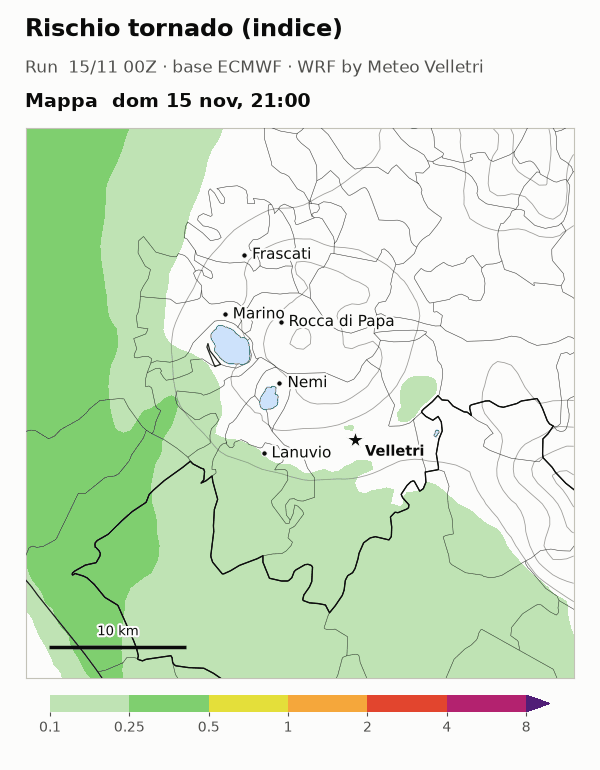 Rischio tornado (indice)
Run  15/11 00Z · base ECMWF · WRF by Meteo Velletri
Mappa  dom 15 nov, 21:00
Frascati
Marino
Rocca di Papa
Nemi
Velletri
Lanuvio
10 km
0.1 0.25 0.5 1 2 4 8